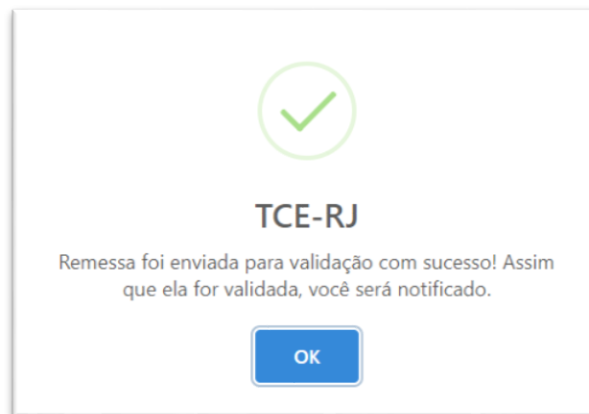 TCE-RJ
Remessa foi enviada para validação com sucesso! Assim
que ela for validada, você será notificado.
OK